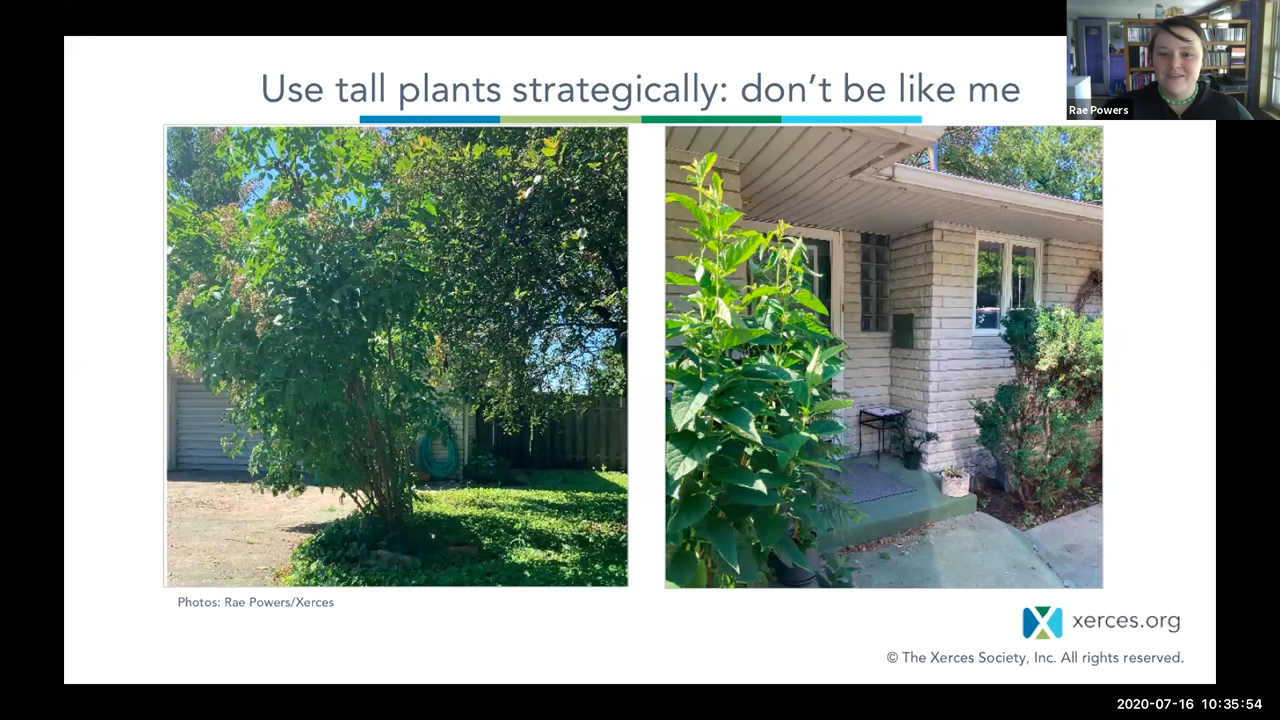 Use tall plants strategically: don't be like me
Rae Powers
Photos: Rae Powers/Xerces
xerces.org
© The Xerces Society, Inc. All rights reserved.
2020-07-16 10:35:54